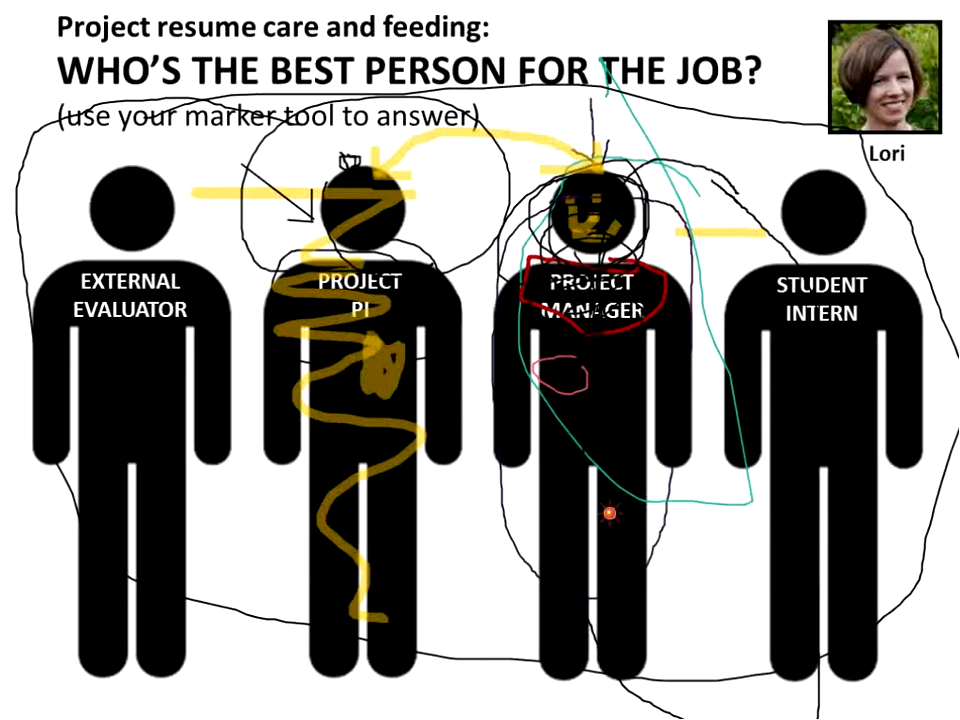 Project resume care and feeding:
WHO'S THE BEST PERSON FOR THE JOB?
(use your marker tool to answer)
Lori
EXTERNAL
EVALUATOR
PROJECT
PI
PROJECT
MANAGER
STUDENT
INTERN